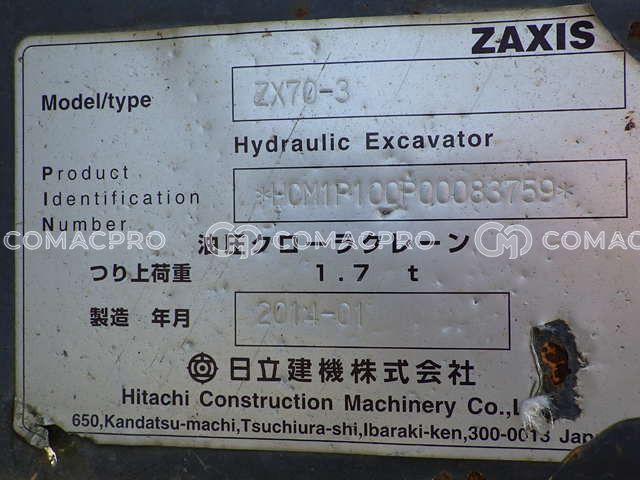 ZAXIS
Model/type ZX70-3
Hydraulic Excavator
Product
Identification *HCM1P100P00083759*
Number
COMACPRO COMACPRO COMAC
油圧クローラクレーン
つり上荷重 1.7 t
製造 年月 2014-01
日立建機株式会社
Hitachi Construction Machinery Co.,L
650,Kandatsu-machi,Tsuchiura-shi,Ibaraki-ken,300-0013 Jap